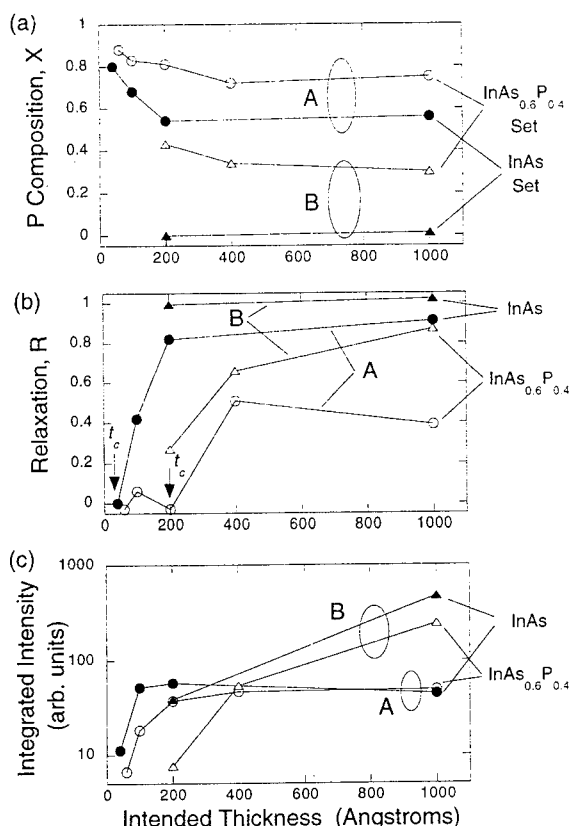 (a)
P Composition, X
1
0.8
0.6
0.4
0.2
0
A
B
InAs0.6P0.4
Set
InAs
Set
0 200 400 600 800 1000
(b)
Relaxation, R
1
0.8
0.6
0.4
0.2
0
B
A
tc
tc
InAs
InAs0.6P0.4
0 200 400 600 800 1000
(c)
Integrated Intensity
(arb. units)
1000
100
10
B
A
InAs
InAs0.6P0.4
0 200 400 600 800 1000
Intended Thickness (Angstroms)